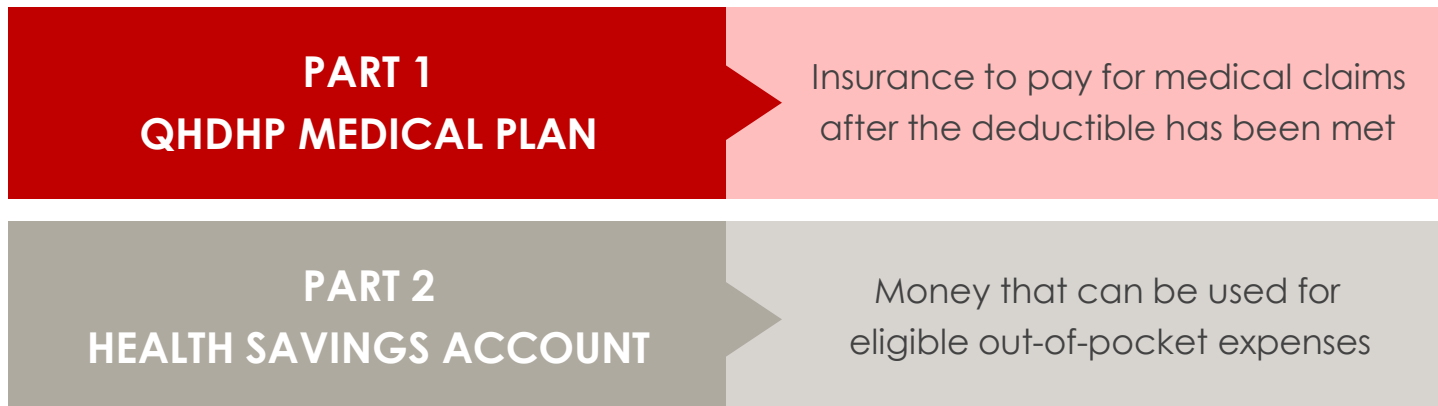 PART 1
QHDHP MEDICAL PLAN
Insurance to pay for medical claims
after the deductible has been met
PART 2
HEALTH SAVINGS ACCOUNT
Money that can be used for
eligible out-of-pocket expenses